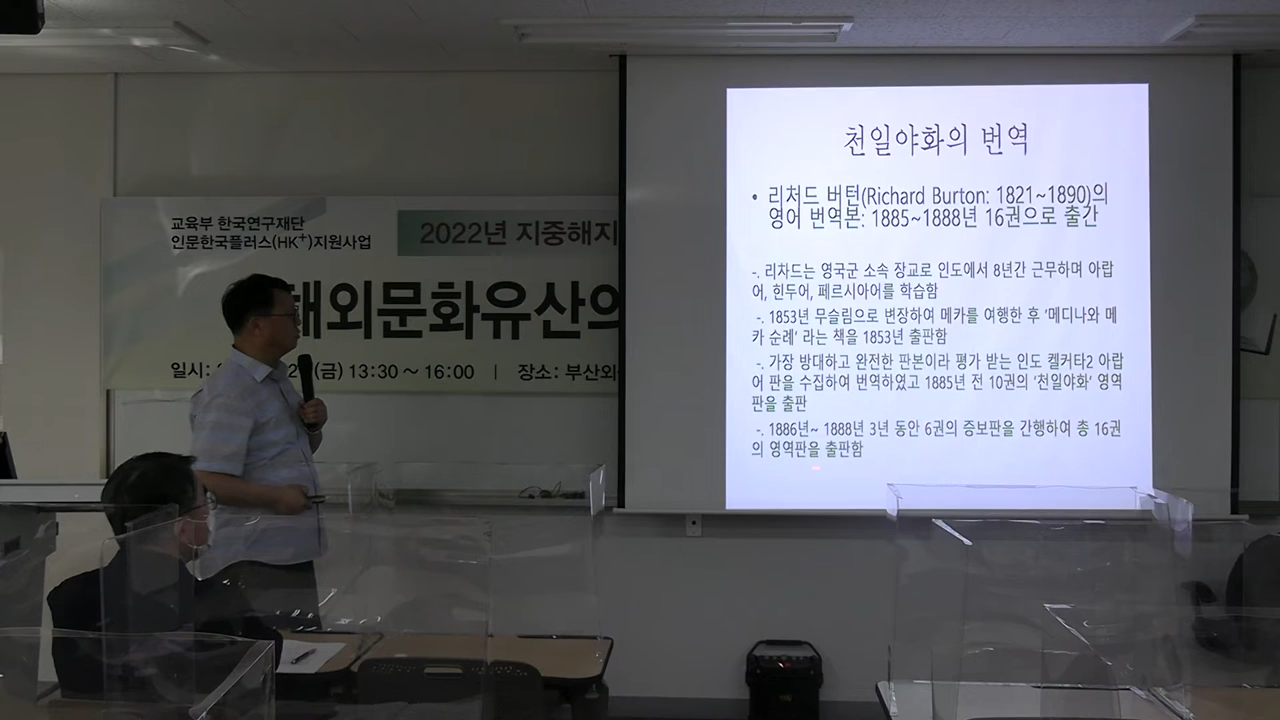 교육부 한국연구재단
인문한국플러스(HK⁺)지원사업
2022년 지중해지
해외문화유산의
일시:
(금) 13:30 ~ 16:00 | 장소: 부산외
천일야화의 번역
• 리처드 버턴(Richard Burton: 1821~1890)의
영어 번역본: 1885~1888년 16권으로 출간
-. 리차드는 영국군 소속 장교로 인도에서 8년간 근무하며 아랍
어, 힌두어, 페르시아어를 학습함
-. 1853년 무슬림으로 변장하여 메카를 여행한 후 '메디나와 메
카 순례' 라는 책을 1853년 출판함
-. 가장 방대하고 완전한 판본이라 평가 받는 인도 켈커타2 아랍
어 판을 수집하여 번역하였고 1885년 전 10권의 '천일야화' 영역
판을 출판
-. 1886년~ 1888년 3년 동안 6권의 증보판을 간행하여 총 16권
의 영역판을 출판함